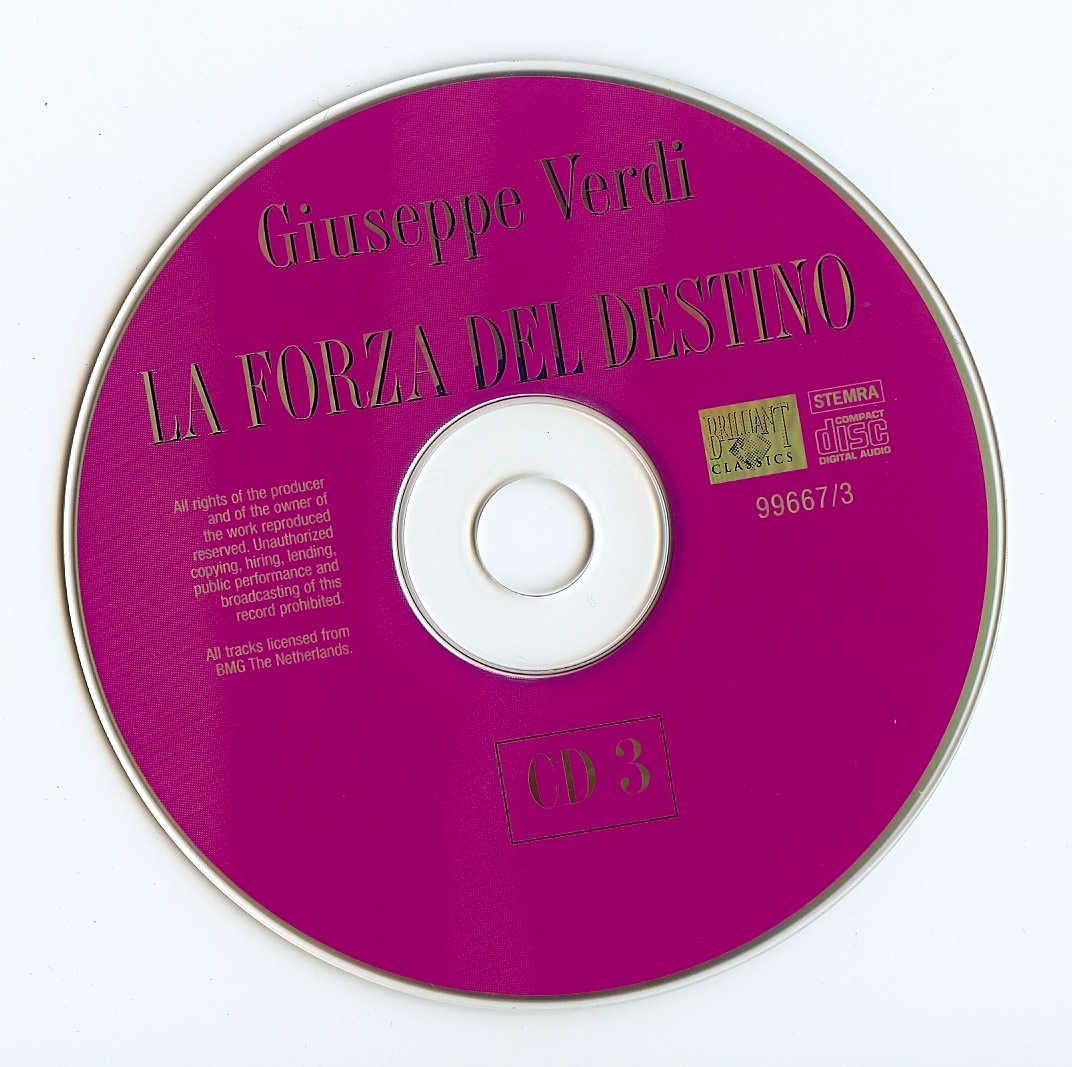 Giuseppe Verdi
LA FORZA DEL DESTINO
BRILLIANT
CLASSICS
STEMRA
COMPACT
disc
DIGITAL AUDIO
99667/3
All rights of the producer
and of the owner of
the work reproduced
reserved. Unauthorized
copying, hiring, lending,
public performance and
broadcasting of this
record prohibited.
All tracks licensed from
BMG The Netherlands.
CD 3